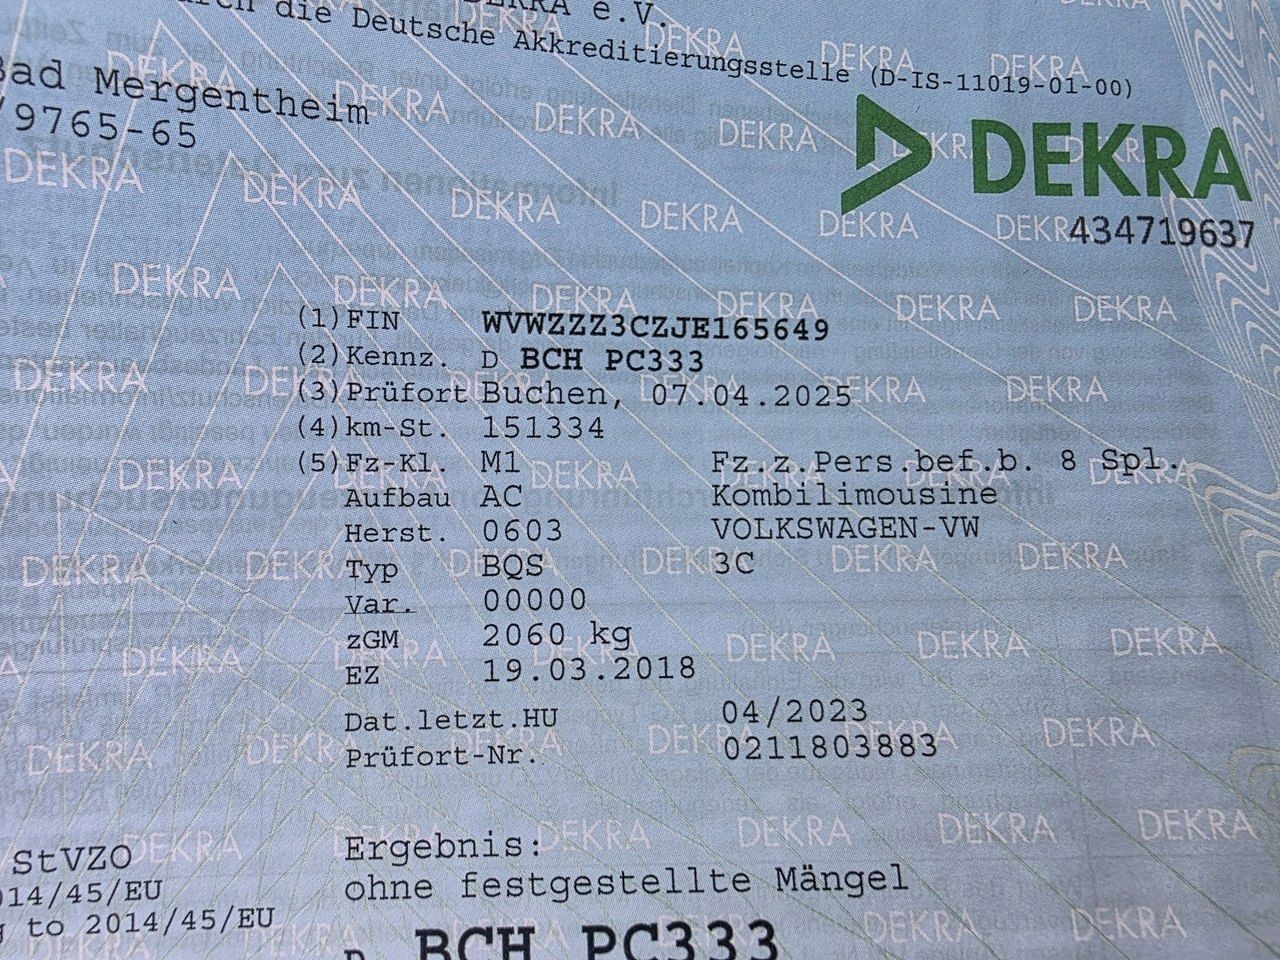 DEKRA e.V.
die Deutsche Akkreditierungsstelle (D-IS-11019-01-00)
Bad Mergentheim
9765-65
DEKRA
434719637
(1) FIN WVWZZZ3CZJE165649
(2) Kennz. D BCH PC333
(3) Prüfort Buchen, 07.04.2025
(4) km-St. 151334
(5) Fz-Kl. M1 Fz.z.Pers.bef.b. 8 Spl.
Aufbau AC Kombilimousine
Herst. 0603 VOLKSWAGEN-VW
Typ BQS 3C
Var. 00000
zGM 2060 kg
EZ 19.03.2018
Dat.letzt.HU 04/2023
Prüfort-Nr. 0211803883
Ergebnis:
ohne festgestellte Mängel
D BCH PC333
StVZO
014/45/EU
to 2014/45/EU